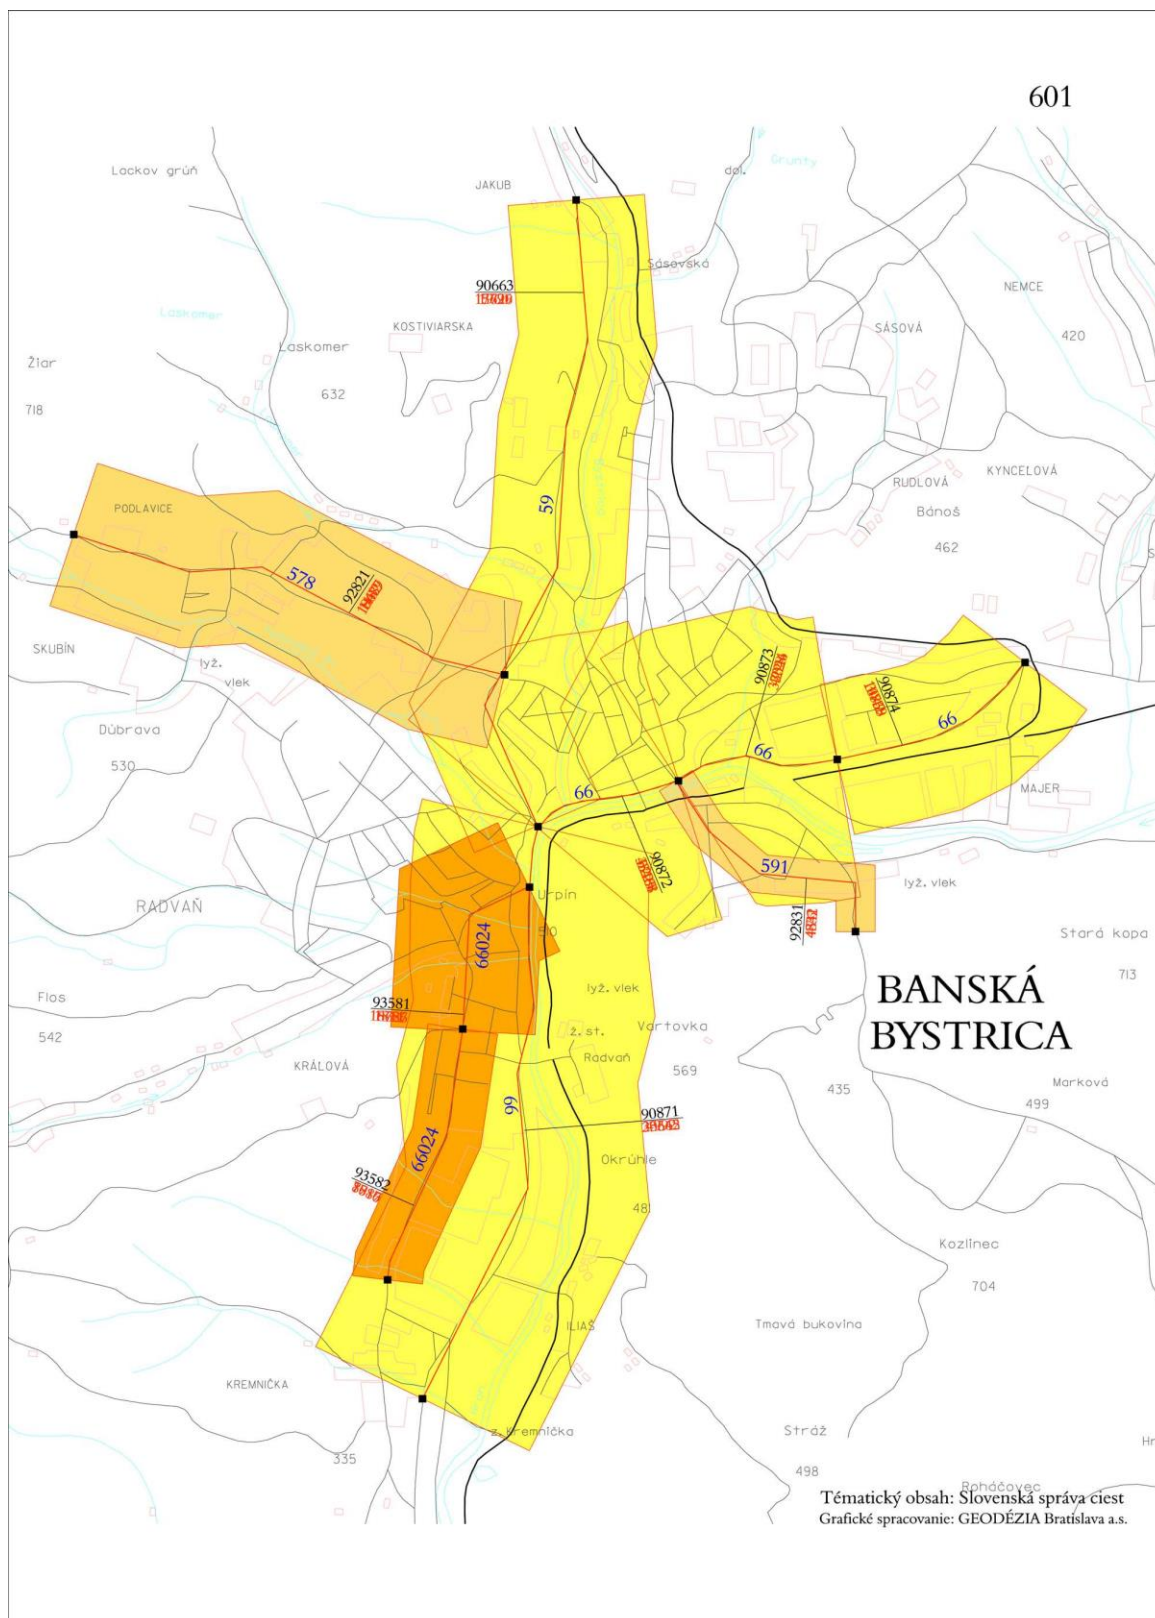 601
Lackov grúň
JAKUB
dol.
Grunty
Sásovská
90663
NEMCE
Laskomer
KOSTIVIARSKA
SÁSOVÁ
420
Laskomer
Žiar
632
718
KYNCEĽOVÁ
RUDLOVÁ
Bánoš
59
PODLAVICE
462
578
92821
SKUBÍN
lyž.
vlek
90873
90874
66
Dúbrava
66
530
66
MAJER
90872
591
lyž. vlek
Urpín
RADVAŇ
510
92831
66024
Stará kopa
713
BANSKÁ
BYSTRICA
Flos
542
93581
lyž. vlek
ž. st.
Vartovka
Radvaň
569
KRÁĽOVÁ
435
Marková
499
99
90871
66024
Okrúhle
93582
481
Kozlinec
704
ILIAŠ
Tmavá bukovina
KREMNIČKA
z. Kremnička
Stráž
335
498
Roháčovec
Tématický obsah: Slovenská správa ciest
Grafické spracovanie: GEODÉZIA Bratislava a.s.